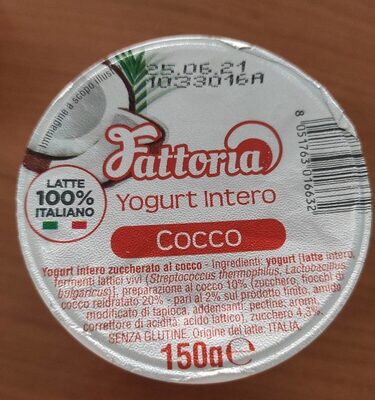 immagine a scopo illust
25.06.21
1033016A
Fattoria
Yogurt Intero
Cocco
LATTE
100%
ITALIANO
8 051763 016632
Yogurt intero zuccherato al cocco - Ingredienti: yogurt [latte intero,
fermenti lattici vivi (Streptococcus thermophilus, Lactobacillus
bulgaricus)], preparazione al cocco 10% (zucchero, fiocchi di
cocco reidratato 20% - pari al 2% sul prodotto finito, amido
modificato di tapioca, addensanti: pectine; aromi,
correttore di acidità: acido lattico), zucchero 4,3%.
SENZA GLUTINE. Origine del latte: ITALIA.
150g e